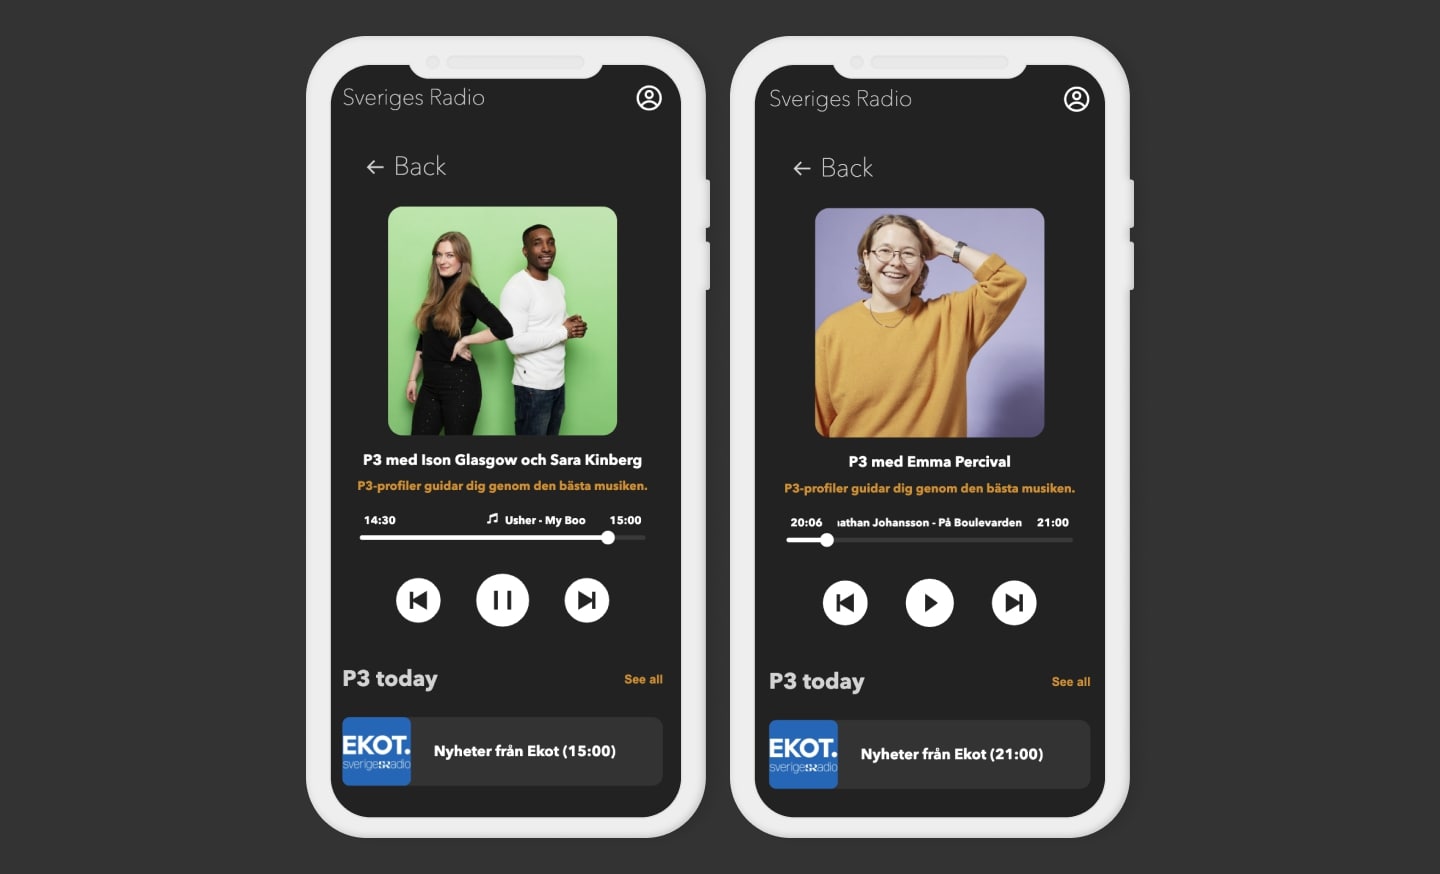 Sveriges Radio
Back
P3 med Ison Glasgow och Sara Kinberg
P3-profiler guidar dig genom den bästa musiken.
14:30 Usher - My Boo 15:00
P3 today See all
EKOT.
sverigesradio
Nyheter från Ekot (15:00)
Sveriges Radio
Back
P3 med Emma Percival
P3-profiler guidar dig genom den bästa musiken.
20:06 Johansson - På Boulevarden 21:00
P3 today See all
EKOT.
sverigesradio
Nyheter från Ekot (21:00)